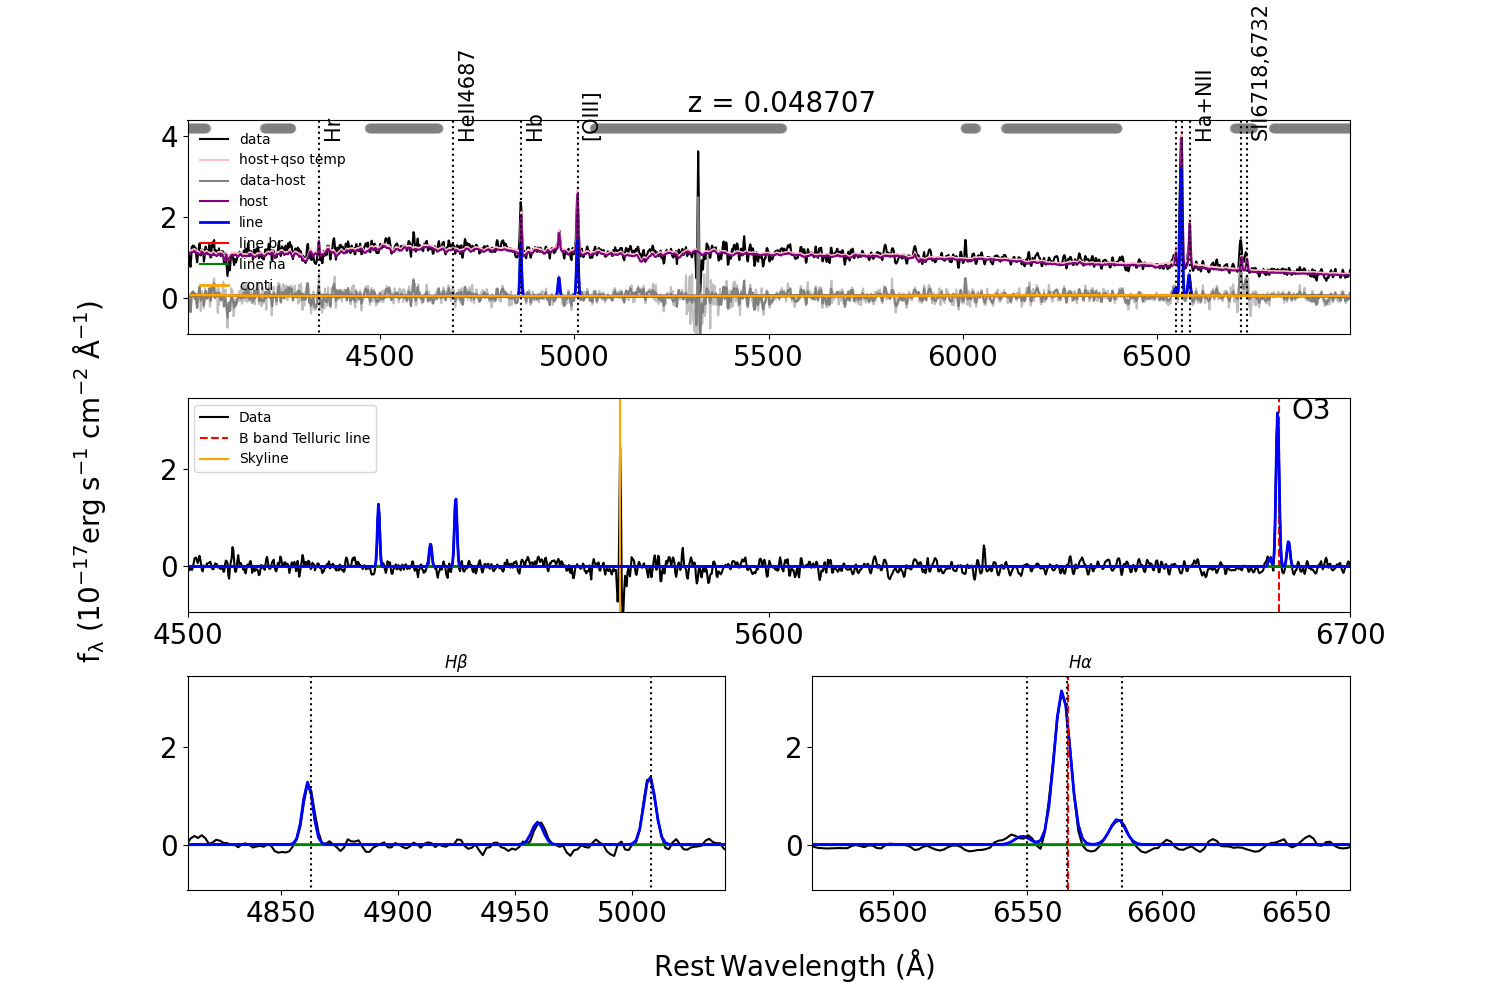 z = 0.048707
Hr
HeII4687
Hb
[OIII]
Ha+NII
SII6718,6732
data
host+qso temp
data-host
host
line
line br
line na
conti
4
2
0
4500 5000 5500 6000 6500
Data
B band Telluric line
Skyline
O3
2
0
4500 5600 6700
fλ (10⁻¹⁷erg s⁻¹ cm⁻² Å⁻¹)
Hβ
2
0
4850 4900 4950 5000
Hα
2
0
6500 6550 6600 6650
Rest Wavelength (Å)